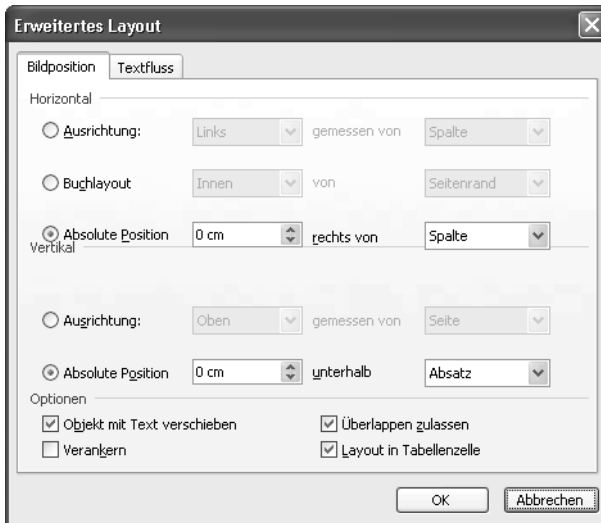 Erweitertes Layout
Bildposition Textfluss
Horizontal
Ausrichtung: Links gemessen von Spalte
Buchlayout Innen von Seitenrand
Absolute Position 0 cm rechts von Spalte
Vertikal
Ausrichtung: Oben gemessen von Seite
Absolute Position 0 cm unterhalb Absatz
Optionen
Objekt mit Text verschieben Überlappen zulassen
Verankern Layout in Tabellenzelle
OK Abbrechen